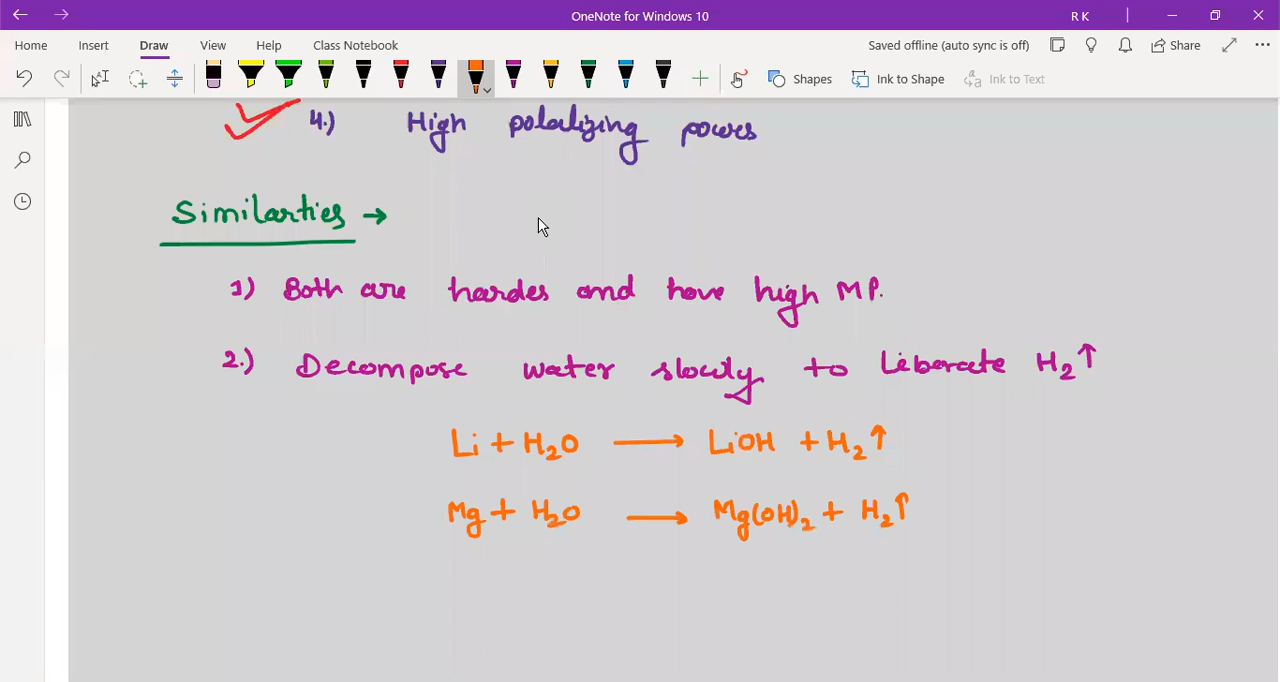 OneNote for Windows 10
R K
Home Insert Draw View Help Class Notebook
Saved offline (auto sync is off) Share
Shapes Ink to Shape Ink to Text
4.) High polalizing power
Similarties →
1) Both are harder and have high MP.
2.) Decompose water slowly to Liberate H₂↑
Li + H₂O ⟶ LiOH + H₂↑
Mg + H₂O ⟶ Mg(OH)₂ + H₂↑